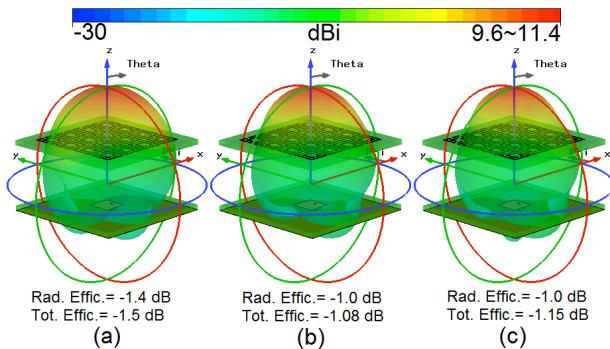 -30 dBi 9.6~11.4
z z z
Theta Theta Theta
y x y x y x
Rad. Effic.= -1.4 dB Rad. Effic.= -1.0 dB Rad. Effic.= -1.0 dB
Tot. Effic.= -1.5 dB Tot. Effic.= -1.08 dB Tot. Effic.= -1.15 dB
(a) (b) (c)